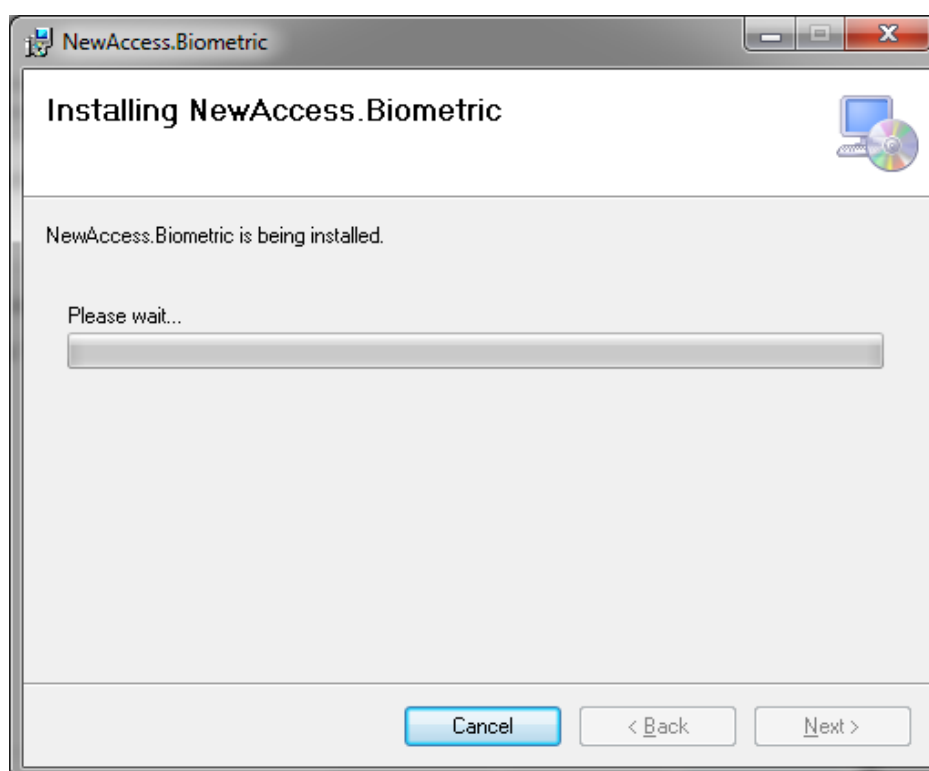 NewAccess.Biometric
Installing NewAccess.Biometric
NewAccess.Biometric is being installed.
Please wait...
Cancel
< Back
Next >